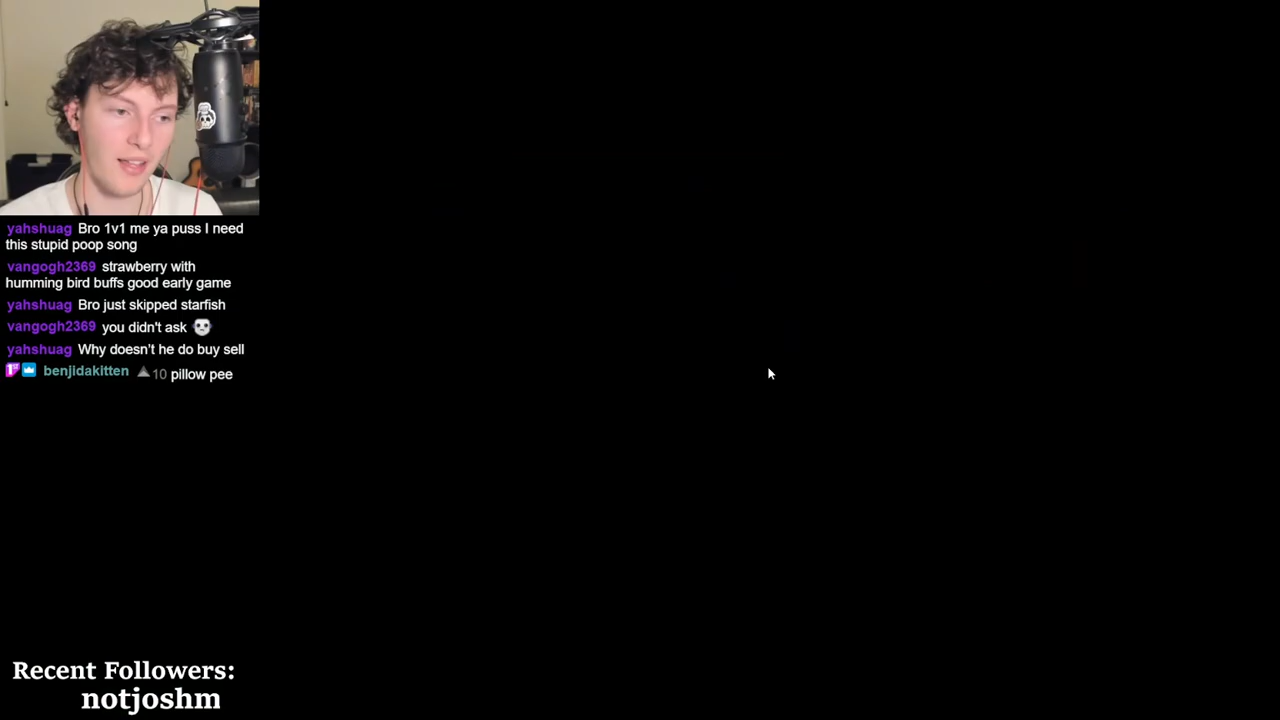 yahshuag Bro 1v1 me ya puss I need
this stupid poop song
vangogh2369 strawberry with
humming bird buffs good early game
yahshuag Bro just skipped starfish
vangogh2369 you didn't ask
yahshuag Why doesn't he do buy sell
benjidakitten 10 pillow pee
Recent Followers:
notjoshm